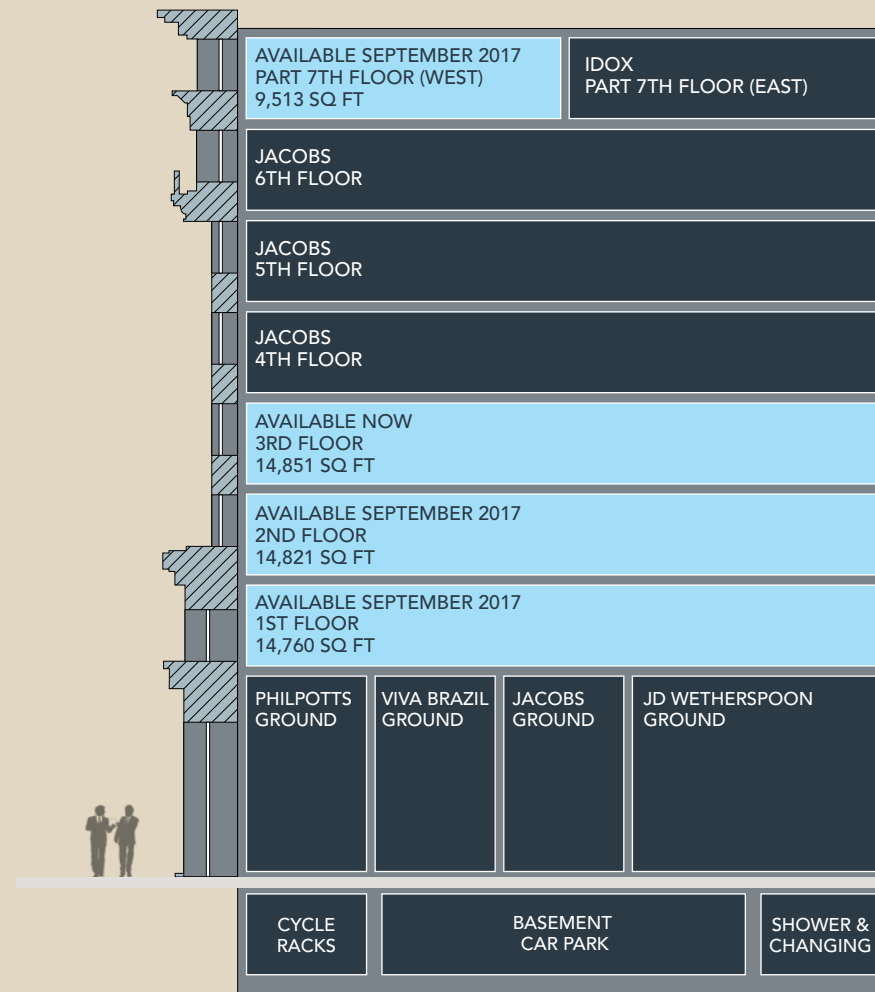 AVAILABLE SEPTEMBER 2017
PART 7TH FLOOR (WEST)
9,513 SQ FT
IDOX
PART 7TH FLOOR (EAST)
JACOBS
6TH FLOOR
JACOBS
5TH FLOOR
JACOBS
4TH FLOOR
AVAILABLE NOW
3RD FLOOR
14,851 SQ FT
AVAILABLE SEPTEMBER 2017
2ND FLOOR
14,821 SQ FT
AVAILABLE SEPTEMBER 2017
1ST FLOOR
14,760 SQ FT
PHILPOTTS
GROUND
VIVA BRAZIL
GROUND
JACOBS
GROUND
JD WETHERSPOON
GROUND
CYCLE
RACKS
BASEMENT
CAR PARK
SHOWER &
CHANGING